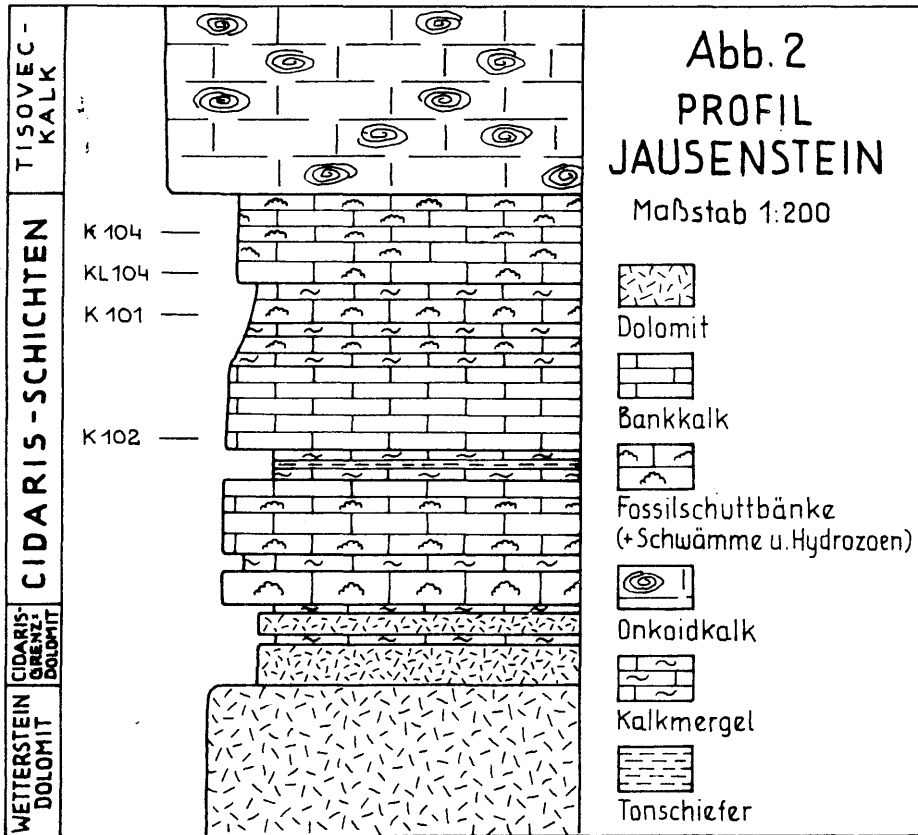 TISOVEC-
KALK
CIDARIS-SCHICHTEN
CIDARIS-
GRENZ-
DOLOMIT
WETTERSTEIN
DOLOMIT
K 104
KL 104
K 101
K 102
Abb. 2
PROFIL
JAUSENSTEIN
Maßstab 1:200
Dolomit
Bankkalk
Fossilschuttbänke
(+Schwämme u. Hydrozoen)
Onkoidkalk
Kalkmergel
Tonschiefer